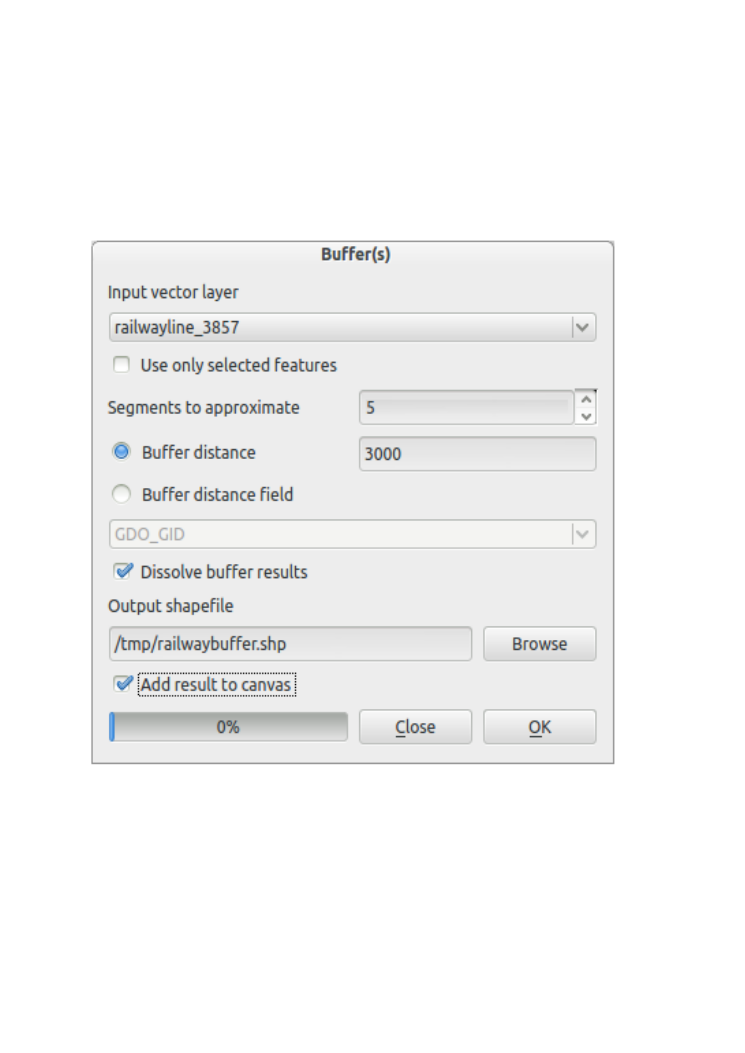 Buffer(s)
Input vector layer
railwayline_3857
Use only selected features
Segments to approximate 5
Buffer distance 3000
Buffer distance field
GDO_GID
Dissolve buffer results
Output shapefile
/tmp/railwaybuffer.shp Browse
Add result to canvas
0% Close OK